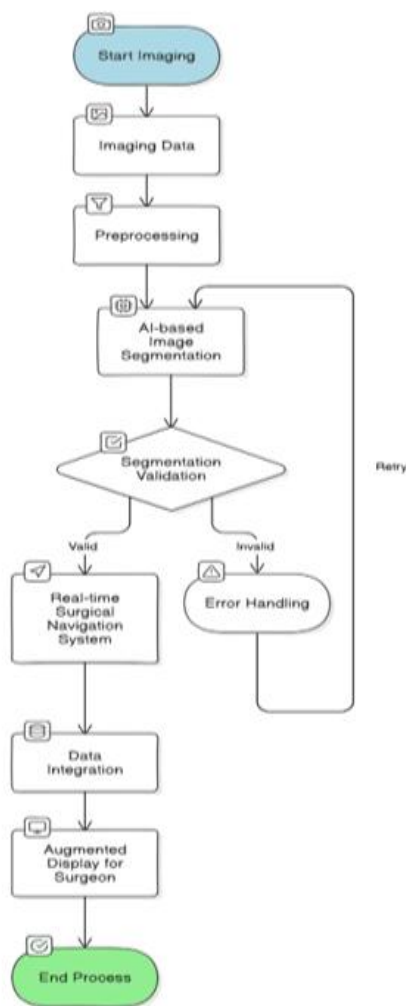 Start Imaging
Imaging Data
Preprocessing
AI-based
Image
Segmentation
Segmentation
Validation
Retry
Valid
Invalid
Real-time
Surgical
Navigation
System
Error Handling
Data
Integration
Augmented
Display for
Surgeon
End Process